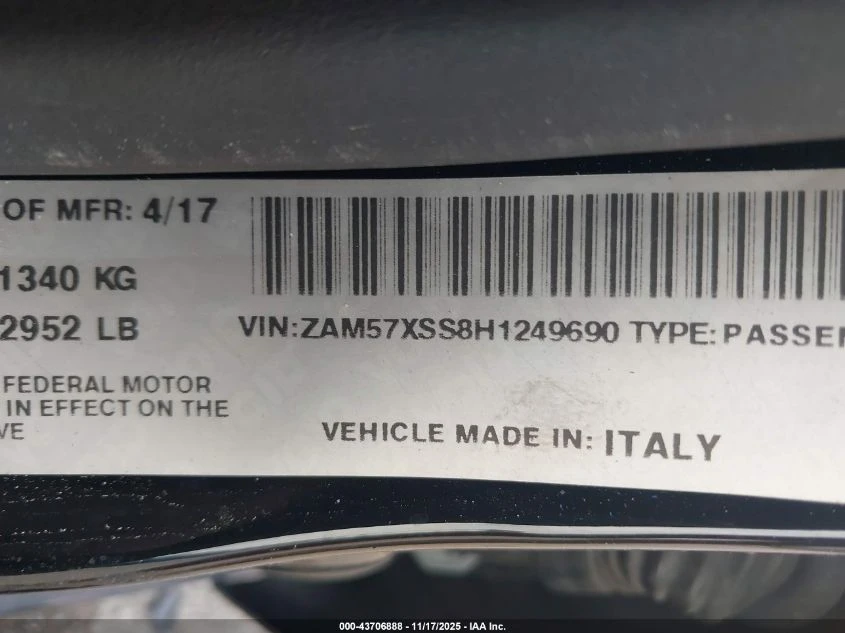 OF MFR: 4/17
1340 KG
2952 LB
VIN:ZAM57XSS8H1249690 TYPE:PASSEN
FEDERAL MOTOR
IN EFFECT ON THE
VE
VEHICLE MADE IN: ITALY
000-43706888 - 11/17/2025 - IAA Inc.